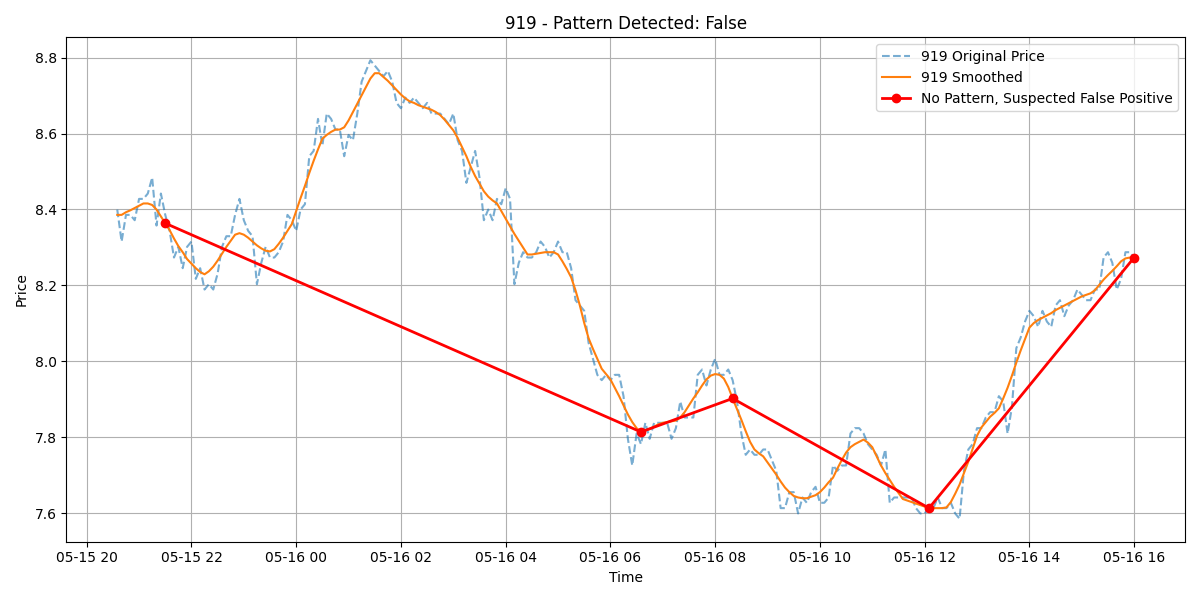 919 - Pattern Detected: False
919 Original Price
919 Smoothed
No Pattern, Suspected False Positive
Price
8.8
8.6
8.4
8.2
8.0
7.8
7.6
05-15 20 05-15 22 05-16 00 05-16 02 05-16 04 05-16 06 05-16 08 05-16 10 05-16 12 05-16 14 05-16 16
Time